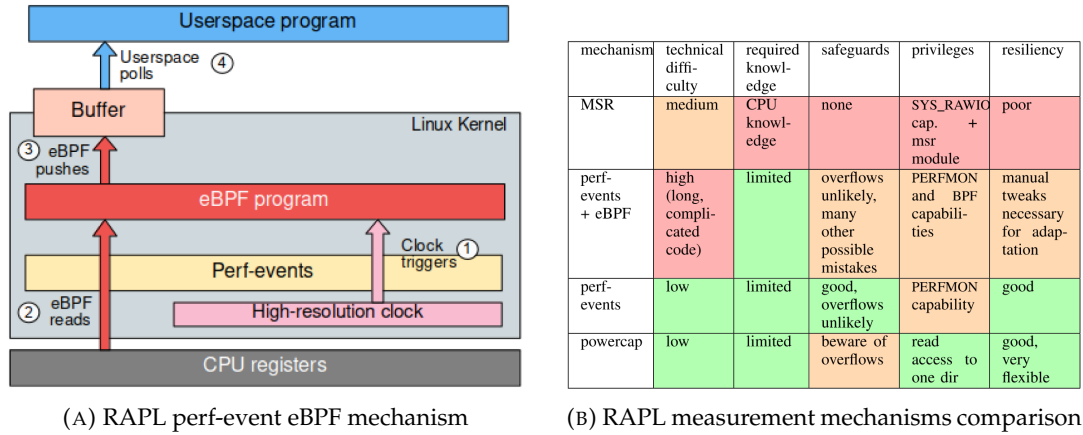 Userspace program
Userspace
polls
4
Buffer
Linux Kernel
3
eBPF
pushes
eBPF program
Clock
triggers
1
Perf-events
2
eBPF
reads
High-resolution clock
CPU registers
(A) RAPL perf-event eBPF mechanism
mechanism
technical
diffi-
culty
required
knowl-
edge
safeguards
privileges
resiliency
MSR
medium
CPU
knowl-
edge
none
SYS_RAWIO
cap. +
msr
module
poor
perf-
events
+ eBPF
high
(long,
compli-
cated
code)
limited
overflows
unlikely,
many
other
possible
mistakes
PERFMON
and BPF
capabili-
ties
manual
tweaks
necessary
for adap-
tation
perf-
events
low
limited
good,
overflows
unlikely
PERFMON
capability
good
powercap
low
limited
beware of
overflows
read
access to
one dir
good,
very
flexible
(B) RAPL measurement mechanisms comparison